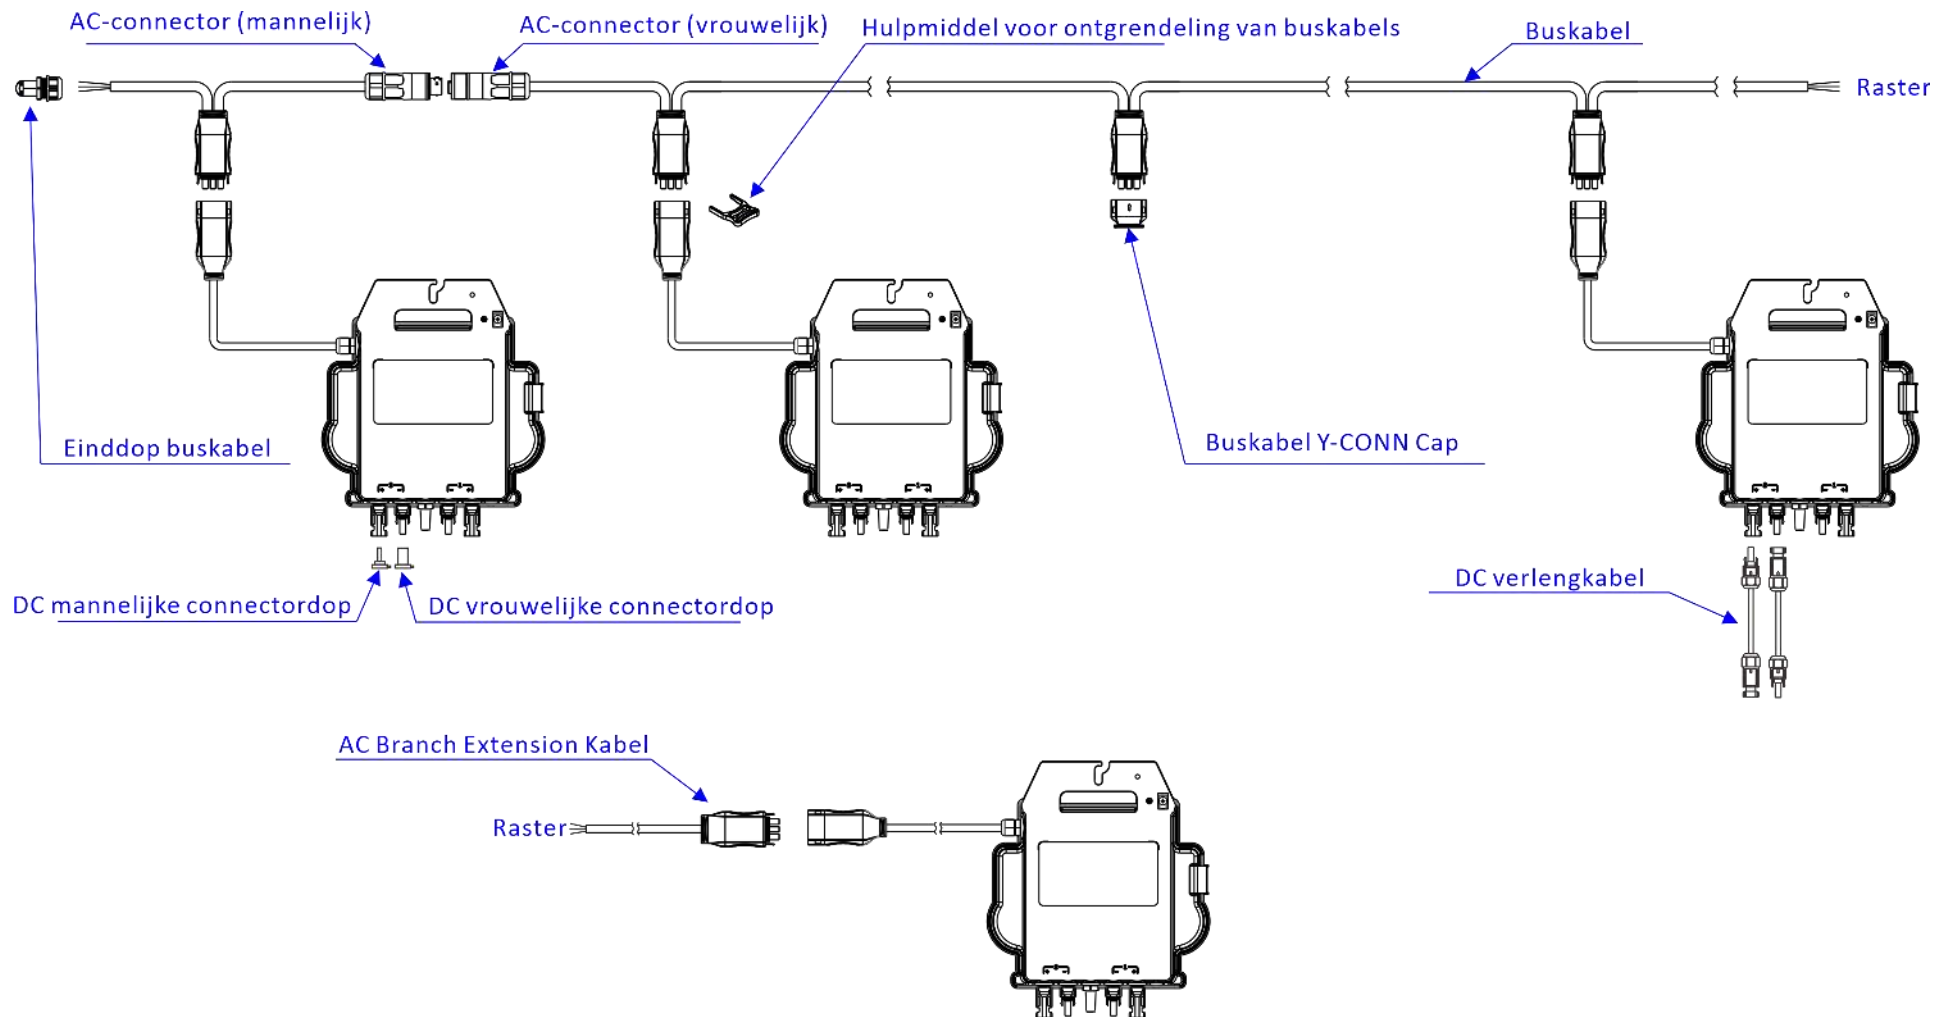 AC-connector (mannelijk)
AC-connector (vrouwelijk)
Hulpmiddel voor ontgrendeling van buskabels
Buskabel
Raster
Einddop buskabel
Buskabel Y-CONN Cap
DC mannelijke connectordop
DC vrouwelijke connectordop
DC verlengkabel
AC Branch Extension Kabel
Raster